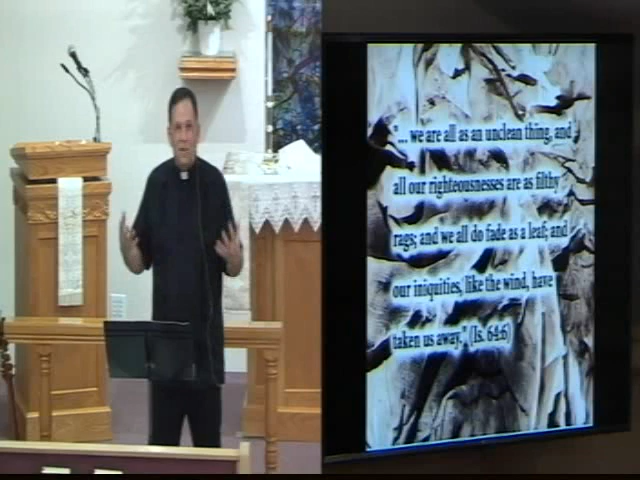 "... we are all as an unclean thing, and
all our righteousnesses are as filthy
rags; and we all do fade as a leaf; and
our iniquities, like the wind, have
taken us away." (Is. 64:6)